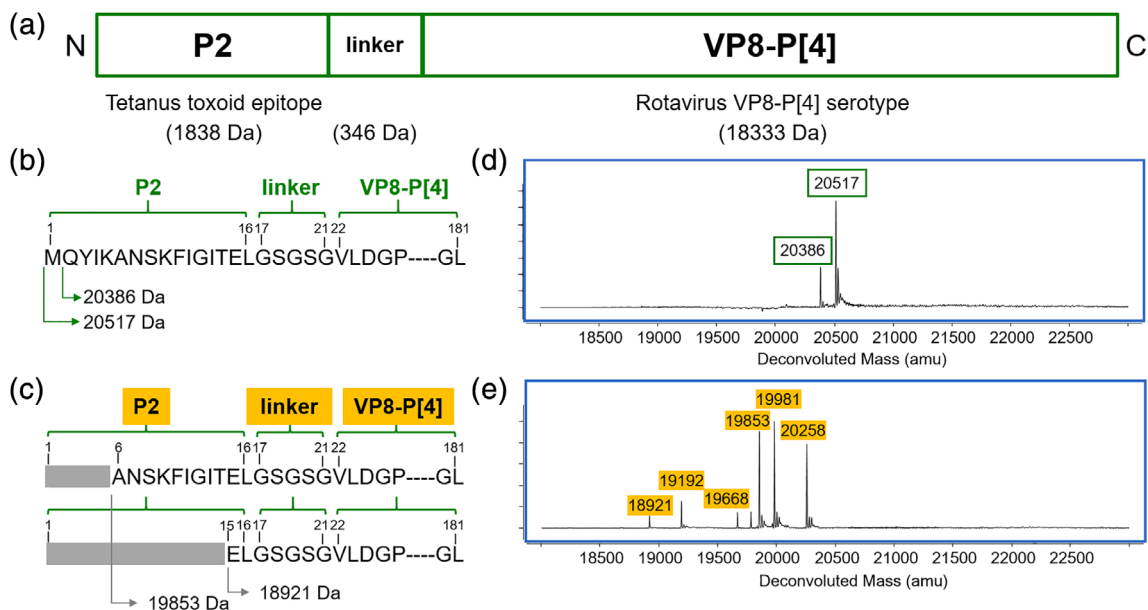 (a)
N P2 linker VP8-P[4] C
Tetanus toxoid epitope Rotavirus VP8-P[4] serotype
(1838 Da) (346 Da) (18333 Da)
(b)
P2 linker VP8-P[4]
1 16 17 21 22 181
MQYIKANSKFIGITELGSGSGVLDGP----GL
20386 Da
20517 Da
(c)
P2 linker VP8-P[4]
1 6 16 17 21 22 181
ANSKFIGITELGSGSGVLDGP----GL
1 15 16 17 21 22 181
ELGSGSGVLDGP----GL
18921 Da
19853 Da
(d)
20517
20386
18500 19000 19500 20000 20500 21000 21500 22000 22500
Deconvoluted Mass (amu)
(e)
19981
19853 20258
19192
18921 19668
18500 19000 19500 20000 20500 21000 21500 22000 22500
Deconvoluted Mass (amu)